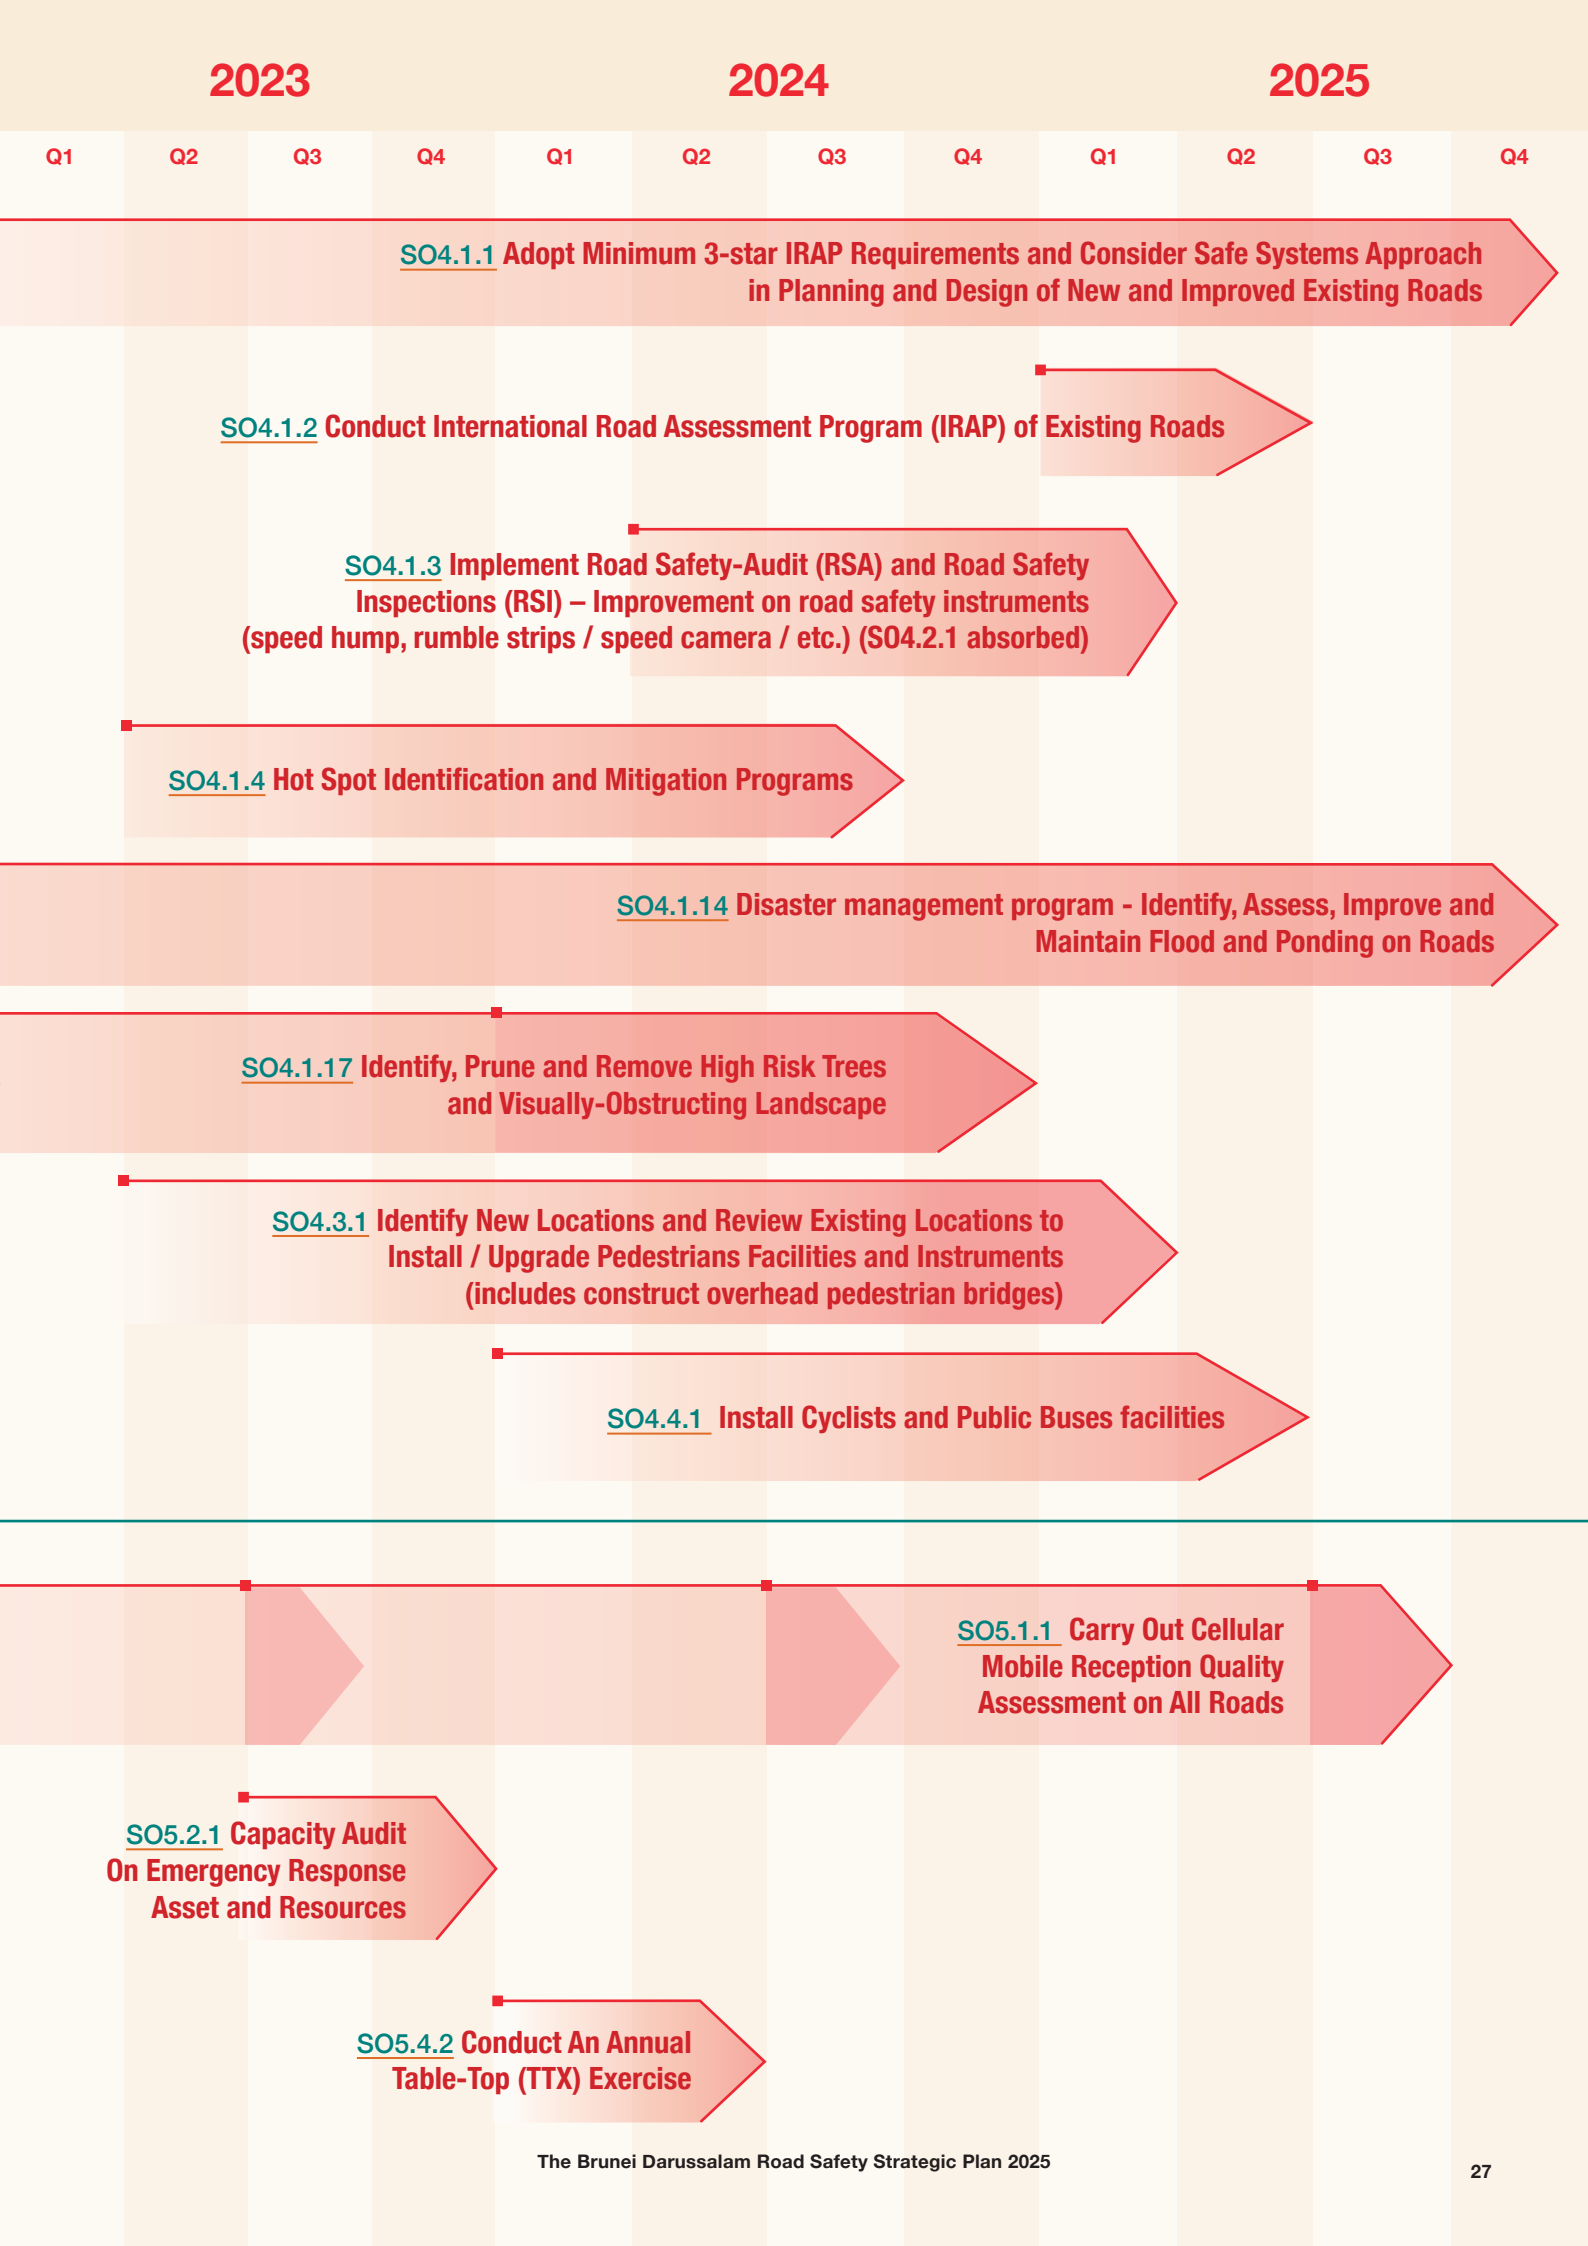 2023 2024 2025
Q1 Q2 Q3 Q4 Q1 Q2 Q3 Q4 Q1 Q2 Q3 Q4
SO4.1.1 Adopt Minimum 3-star IRAP Requirements and Consider Safe Systems Approach
in Planning and Design of New and Improved Existing Roads
SO4.1.2 Conduct International Road Assessment Program (IRAP) of Existing Roads
SO4.1.3 Implement Road Safety-Audit (RSA) and Road Safety
Inspections (RSI) – Improvement on road safety instruments
(speed hump, rumble strips / speed camera / etc.) (SO4.2.1 absorbed)
SO4.1.4 Hot Spot Identification and Mitigation Programs
SO4.1.14 Disaster management program - Identify, Assess, Improve and
Maintain Flood and Ponding on Roads
SO4.1.17 Identify, Prune and Remove High Risk Trees
and Visually-Obstructing Landscape
SO4.3.1 Identify New Locations and Review Existing Locations to
Install / Upgrade Pedestrians Facilities and Instruments
(includes construct overhead pedestrian bridges)
SO4.4.1 Install Cyclists and Public Buses facilities
SO5.1.1 Carry Out Cellular
Mobile Reception Quality
Assessment on All Roads
SO5.2.1 Capacity Audit
On Emergency Response
Asset and Resources
SO5.4.2 Conduct An Annual
Table-Top (TTX) Exercise
The Brunei Darussalam Road Safety Strategic Plan 2025
27